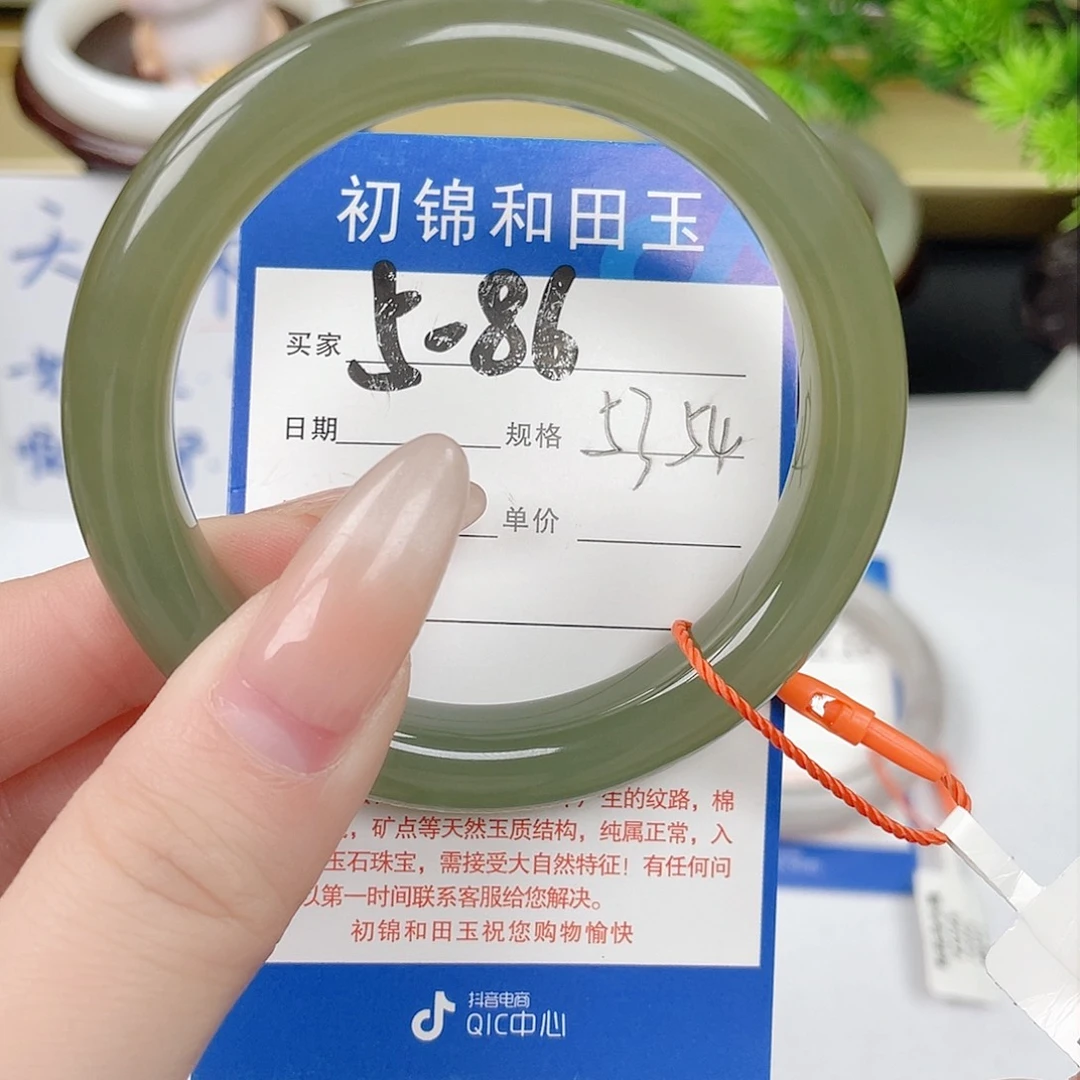 初锦和田玉
买家 上-86
日期 规格 53 54
单价
生的纹路，棉
，矿点等天然玉质结构，纯属正常，入
玉石珠宝，需接受大自然特征！有任何问
以第一时间联系客服给您解决。
初锦和田玉祝您购物愉快
抖音电商
QIC中心